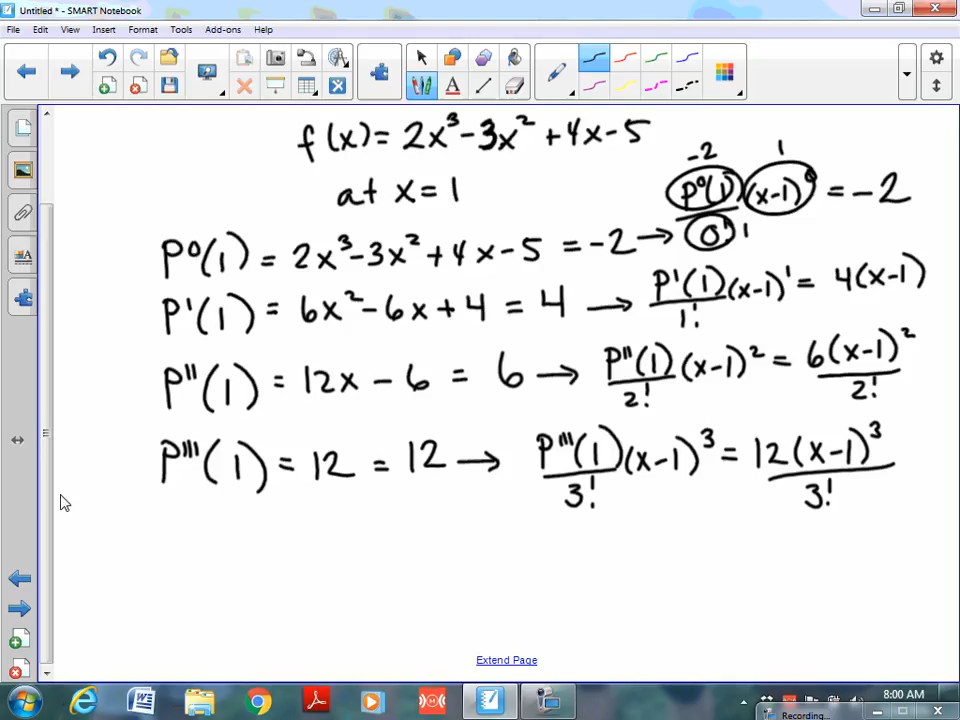 Untitled * - SMART Notebook
File Edit View Insert Format Tools Add-ons Help
f(x)= 2x³-3x²+4x-5
at x=1
-2 1
P⁰(1)/0! (x-1)⁰ = -2
1
P⁰(1) = 2x³-3x²+4x-5 = -2 →
P'(1) = 6x²-6x+4 = 4 → P'(1)/1! (x-1)¹ = 4(x-1)
P''(1) = 12x - 6 = 6 → P''(1)/2! (x-1)² = 6(x-1)²/2!
P'''(1) = 12 = 12 → P'''(1)/3! (x-1)³ = 12(x-1)³/3!
Extend Page
8:00 AM
Recording...